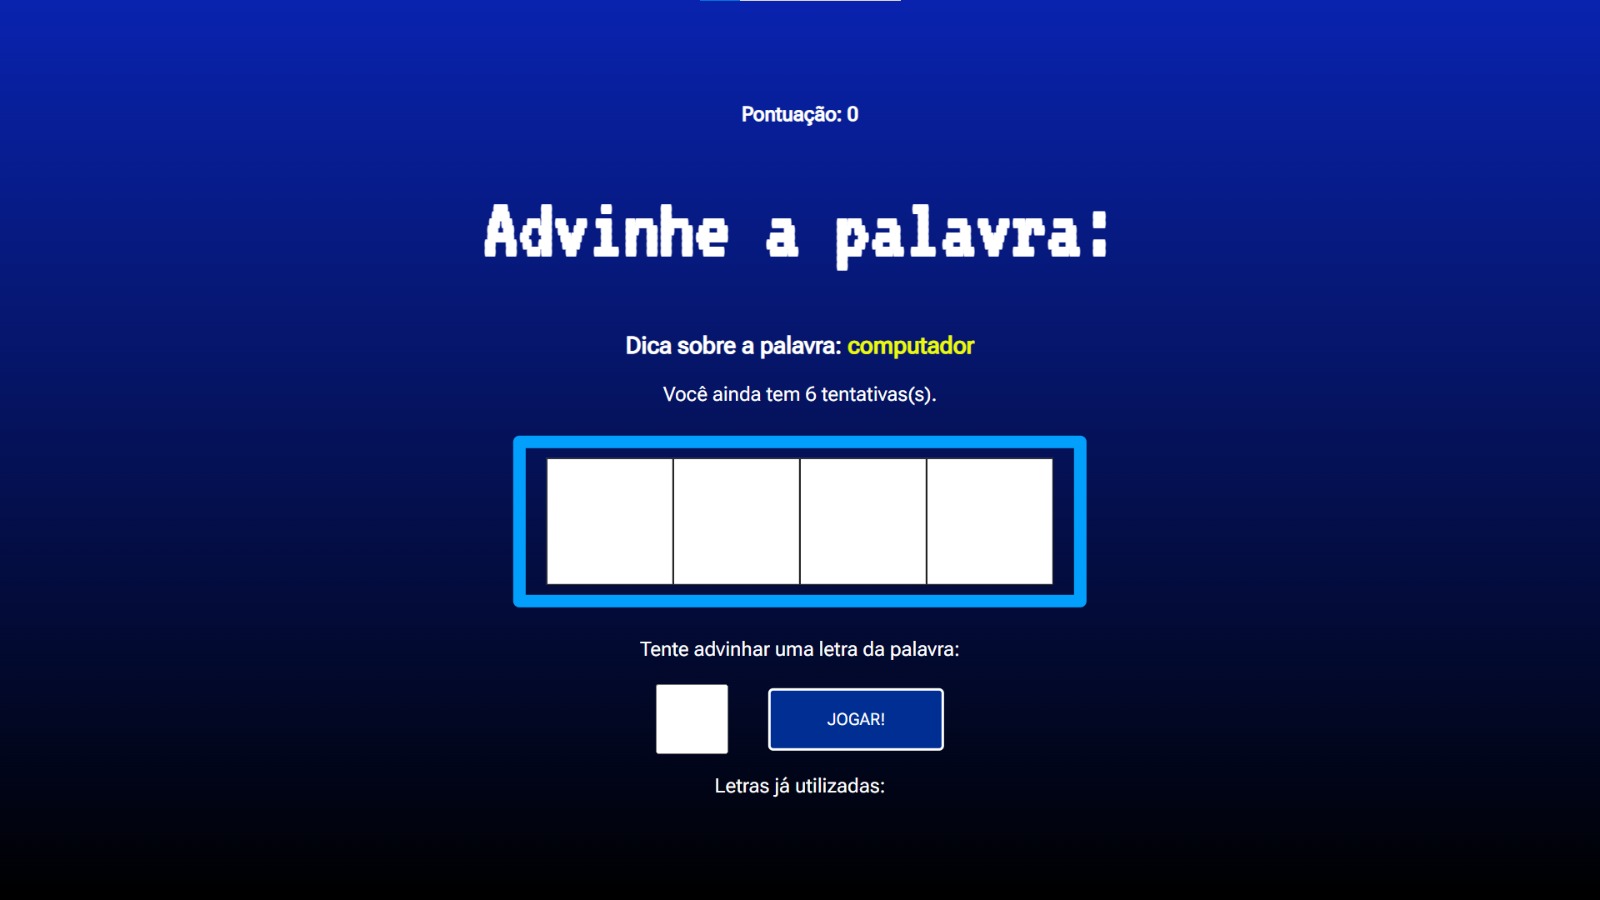 Pontuação: 0
Advinhe a palavra:
Dica sobre a palavra: computador
Você ainda tem 6 tentativas(s).
Tente advinhar uma letra da palavra:
JOGAR!
Letras já utilizadas: